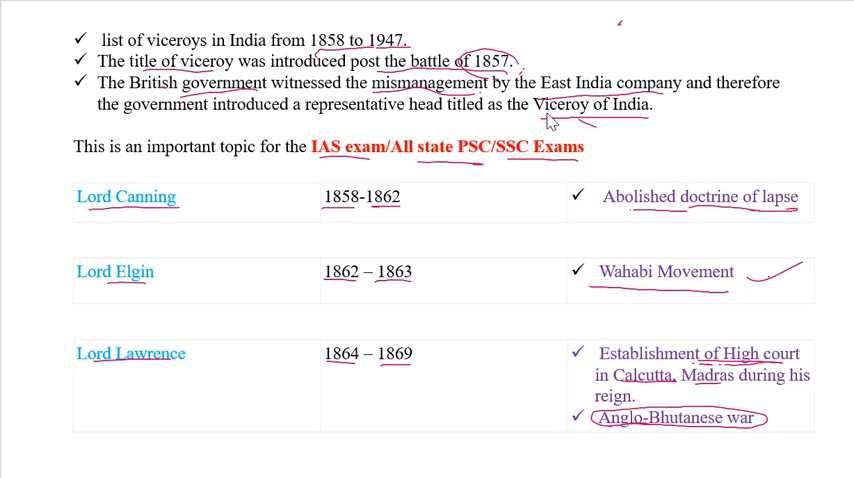 ✓ list of viceroys in India from 1858 to 1947.
✓ The title of viceroy was introduced post the battle of 1857.
✓ The British government witnessed the mismanagement by the East India company and therefore
the government introduced a representative head titled as the Viceroy of India.
This is an important topic for the IAS exam/All state PSC/SSC Exams
Lord Canning 1858-1862 ✓ Abolished doctrine of lapse
Lord Elgin 1862 – 1863 ✓ Wahabi Movement
Lord Lawrence 1864 – 1869 ✓ Establishment of High court
in Calcutta, Madras during his
reign.
✓ Anglo-Bhutanese war